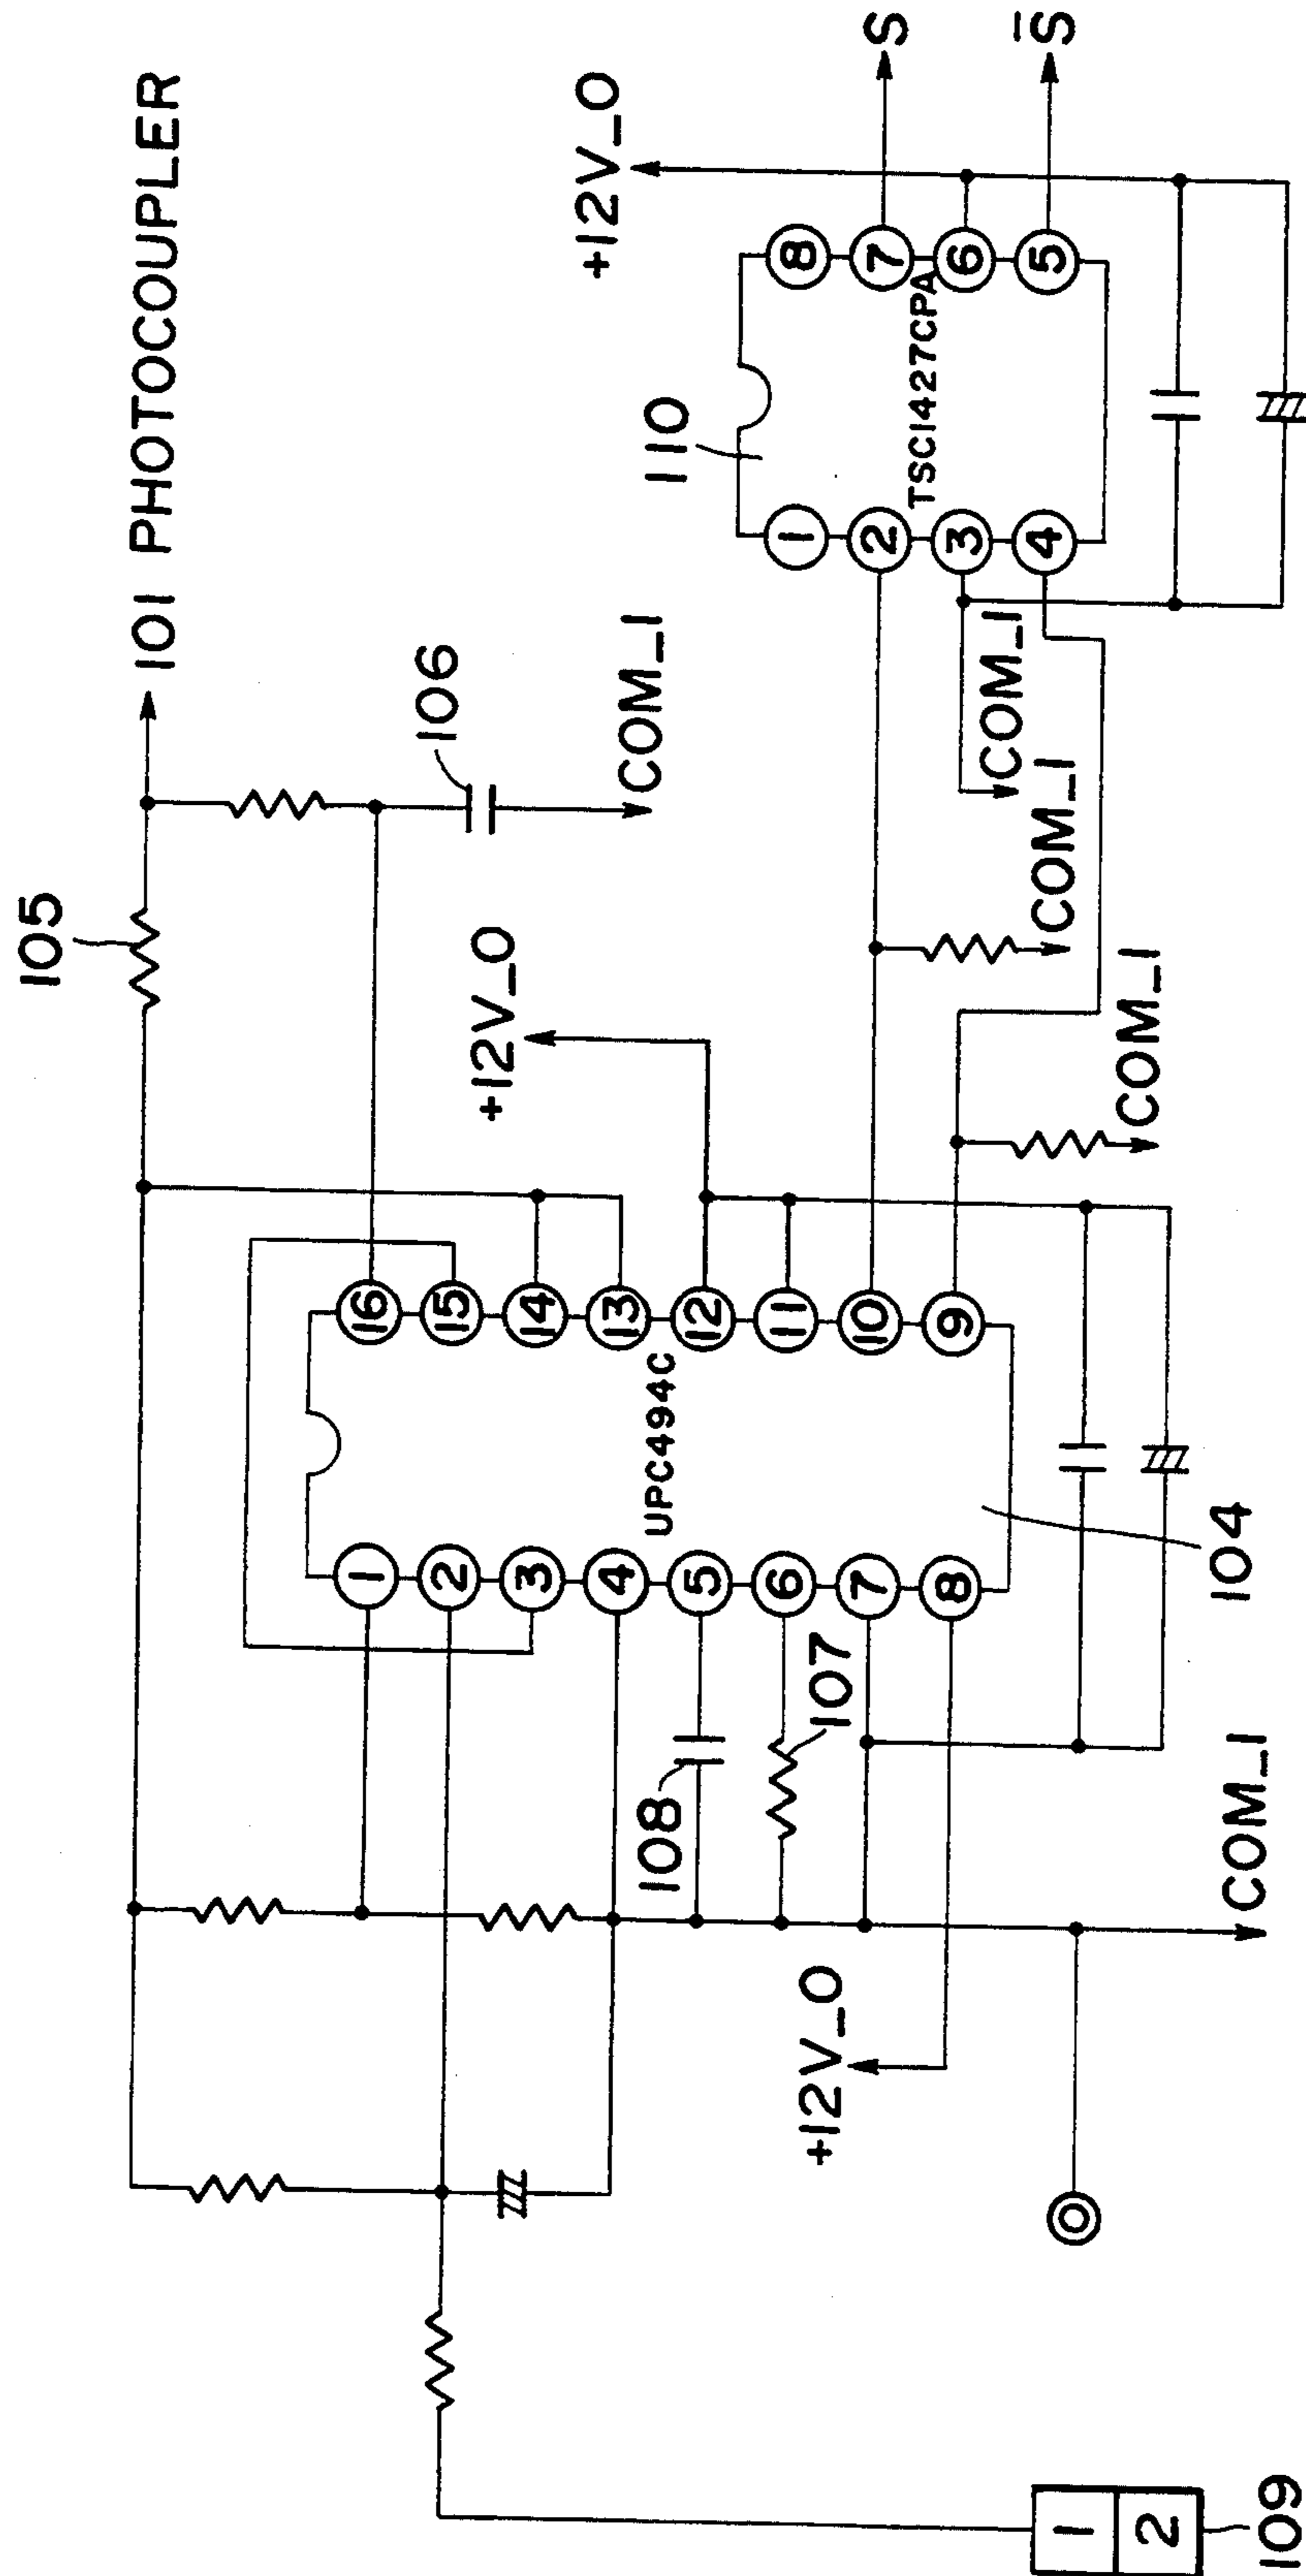 101 PHOTOCOUPLER
105
106
COM_1
+12V_0
+12V_0
S
S̅
110
TSC1427CPA
1
2
3
4
5
6
7
8
COM_1
COM_1
COM_1
UPC494C
1
2
3
4
5
6
7
8
9
10
11
12
13
14
15
16
104
107
108
+12V_0
COM_1
1
2
109